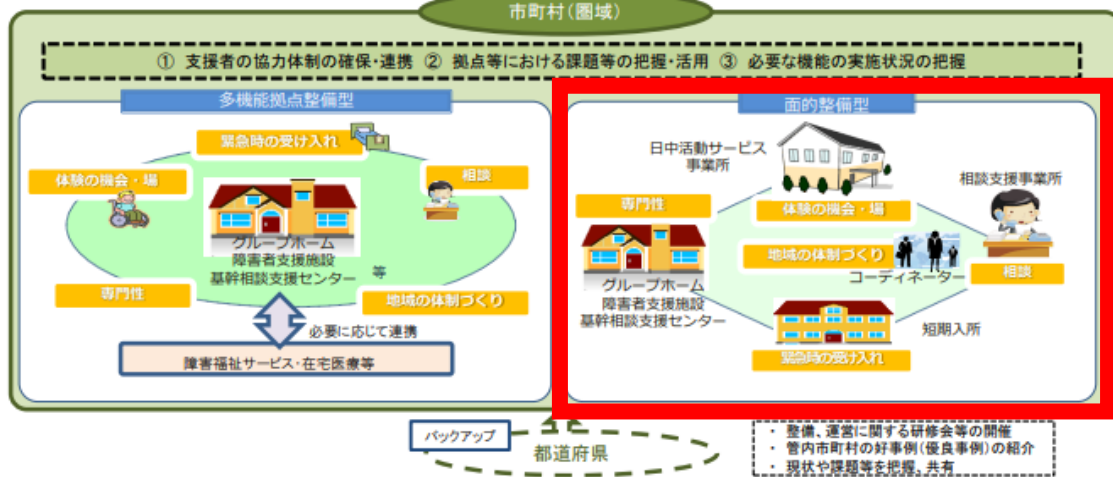 市町村(圏域)
① 支援者の協力体制の確保・連携 ② 拠点等における課題等の把握・活用 ③ 必要な機能の実施状況の把握
多機能拠点整備型
緊急時の受け入れ
体験の機会・場
相談
グループホーム
障害者支援施設
基幹相談支援センター 等
専門性
地域の体制づくり
必要に応じて連携
障害福祉サービス・在宅医療等
面的整備型
日中活動サービス
事業所
相談支援事業所
専門性
体験の機会・場
地域の体制づくり
コーディネーター
相談
グループホーム
障害者支援施設
基幹相談支援センター
短期入所
緊急時の受け入れ
バックアップ
都道府県
・ 整備、運営に関する研修会等の開催
・ 管内市町村の好事例(優良事例)の紹介
・ 現状や課題等を把握、共有